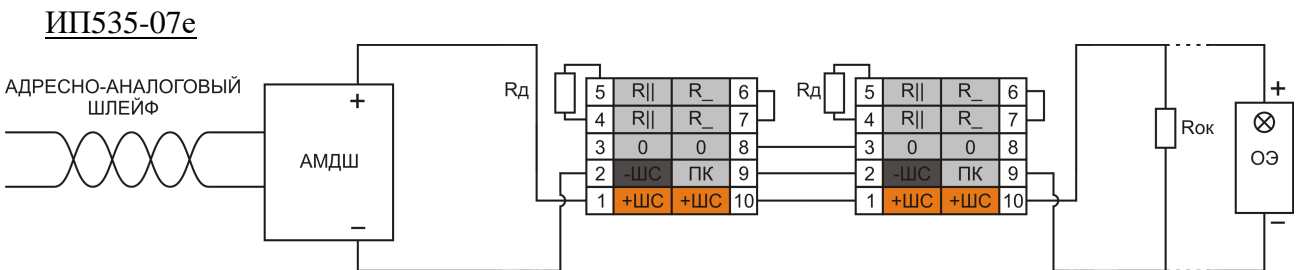 ИП535-07е
АДРЕСНО-АНАЛОГОВЫЙ
ШЛЕЙФ
+
АМДШ
−
Rд
5 R|| R_ 6
4 R|| R_ 7
3 0 0 8
2 -ШС ПК 9
1 +ШС +ШС 10
Rд
5 R|| R_ 6
4 R|| R_ 7
3 0 0 8
2 -ШС ПК 9
1 +ШС +ШС 10
Rок
+
ОЭ
−